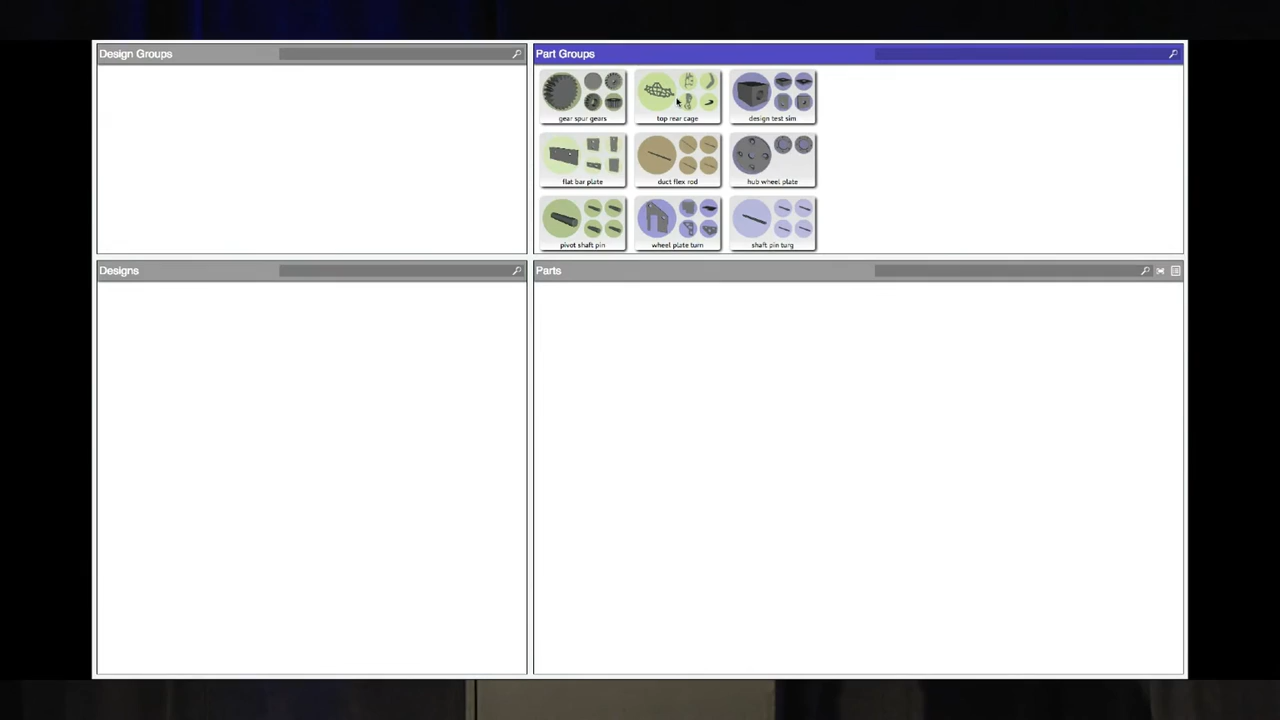 Design Groups
Part Groups
gear spur gears
top rear cage
design test sim
flat bar plate
duct flex rod
hub wheel plate
pivot shaft pin
wheel plate turn
shaft pin turg
Designs
Parts